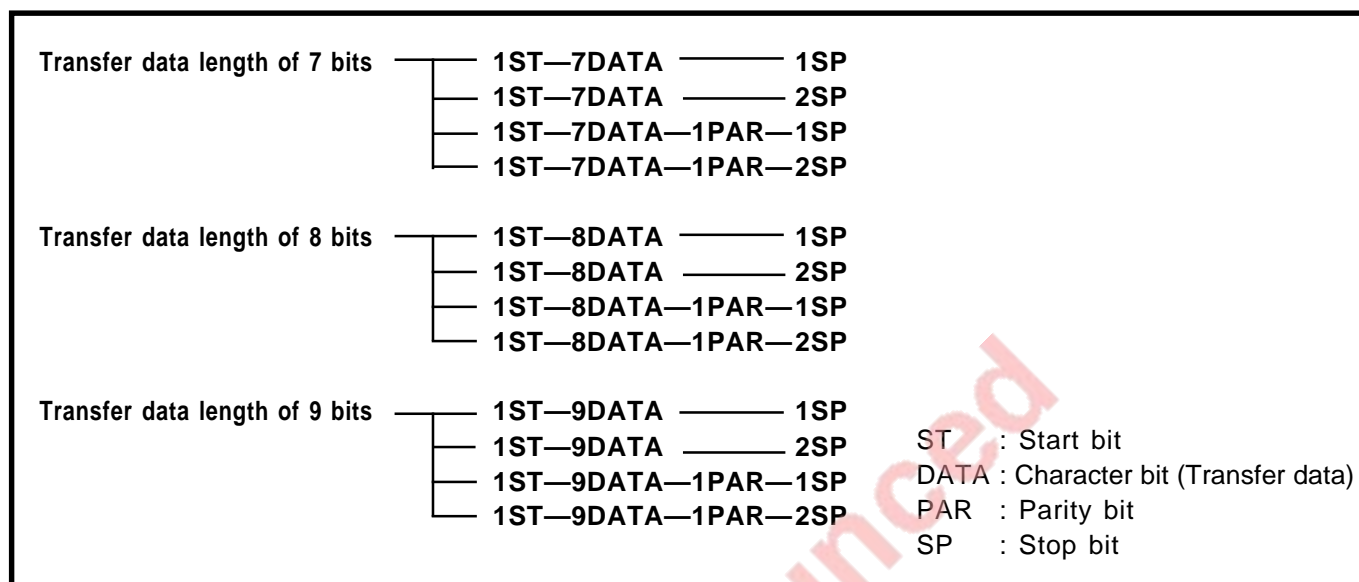 Transfer data length of 7 bits 1ST—7DATA 1SP
1ST—7DATA 2SP
1ST—7DATA—1PAR—1SP
1ST—7DATA—1PAR—2SP
Transfer data length of 8 bits 1ST—8DATA 1SP
1ST—8DATA 2SP
1ST—8DATA—1PAR—1SP
1ST—8DATA—1PAR—2SP
Transfer data length of 9 bits 1ST—9DATA 1SP
1ST—9DATA 2SP
1ST—9DATA—1PAR—1SP
1ST—9DATA—1PAR—2SP
ST : Start bit
DATA : Character bit (Transfer data)
PAR : Parity bit
SP : Stop bit